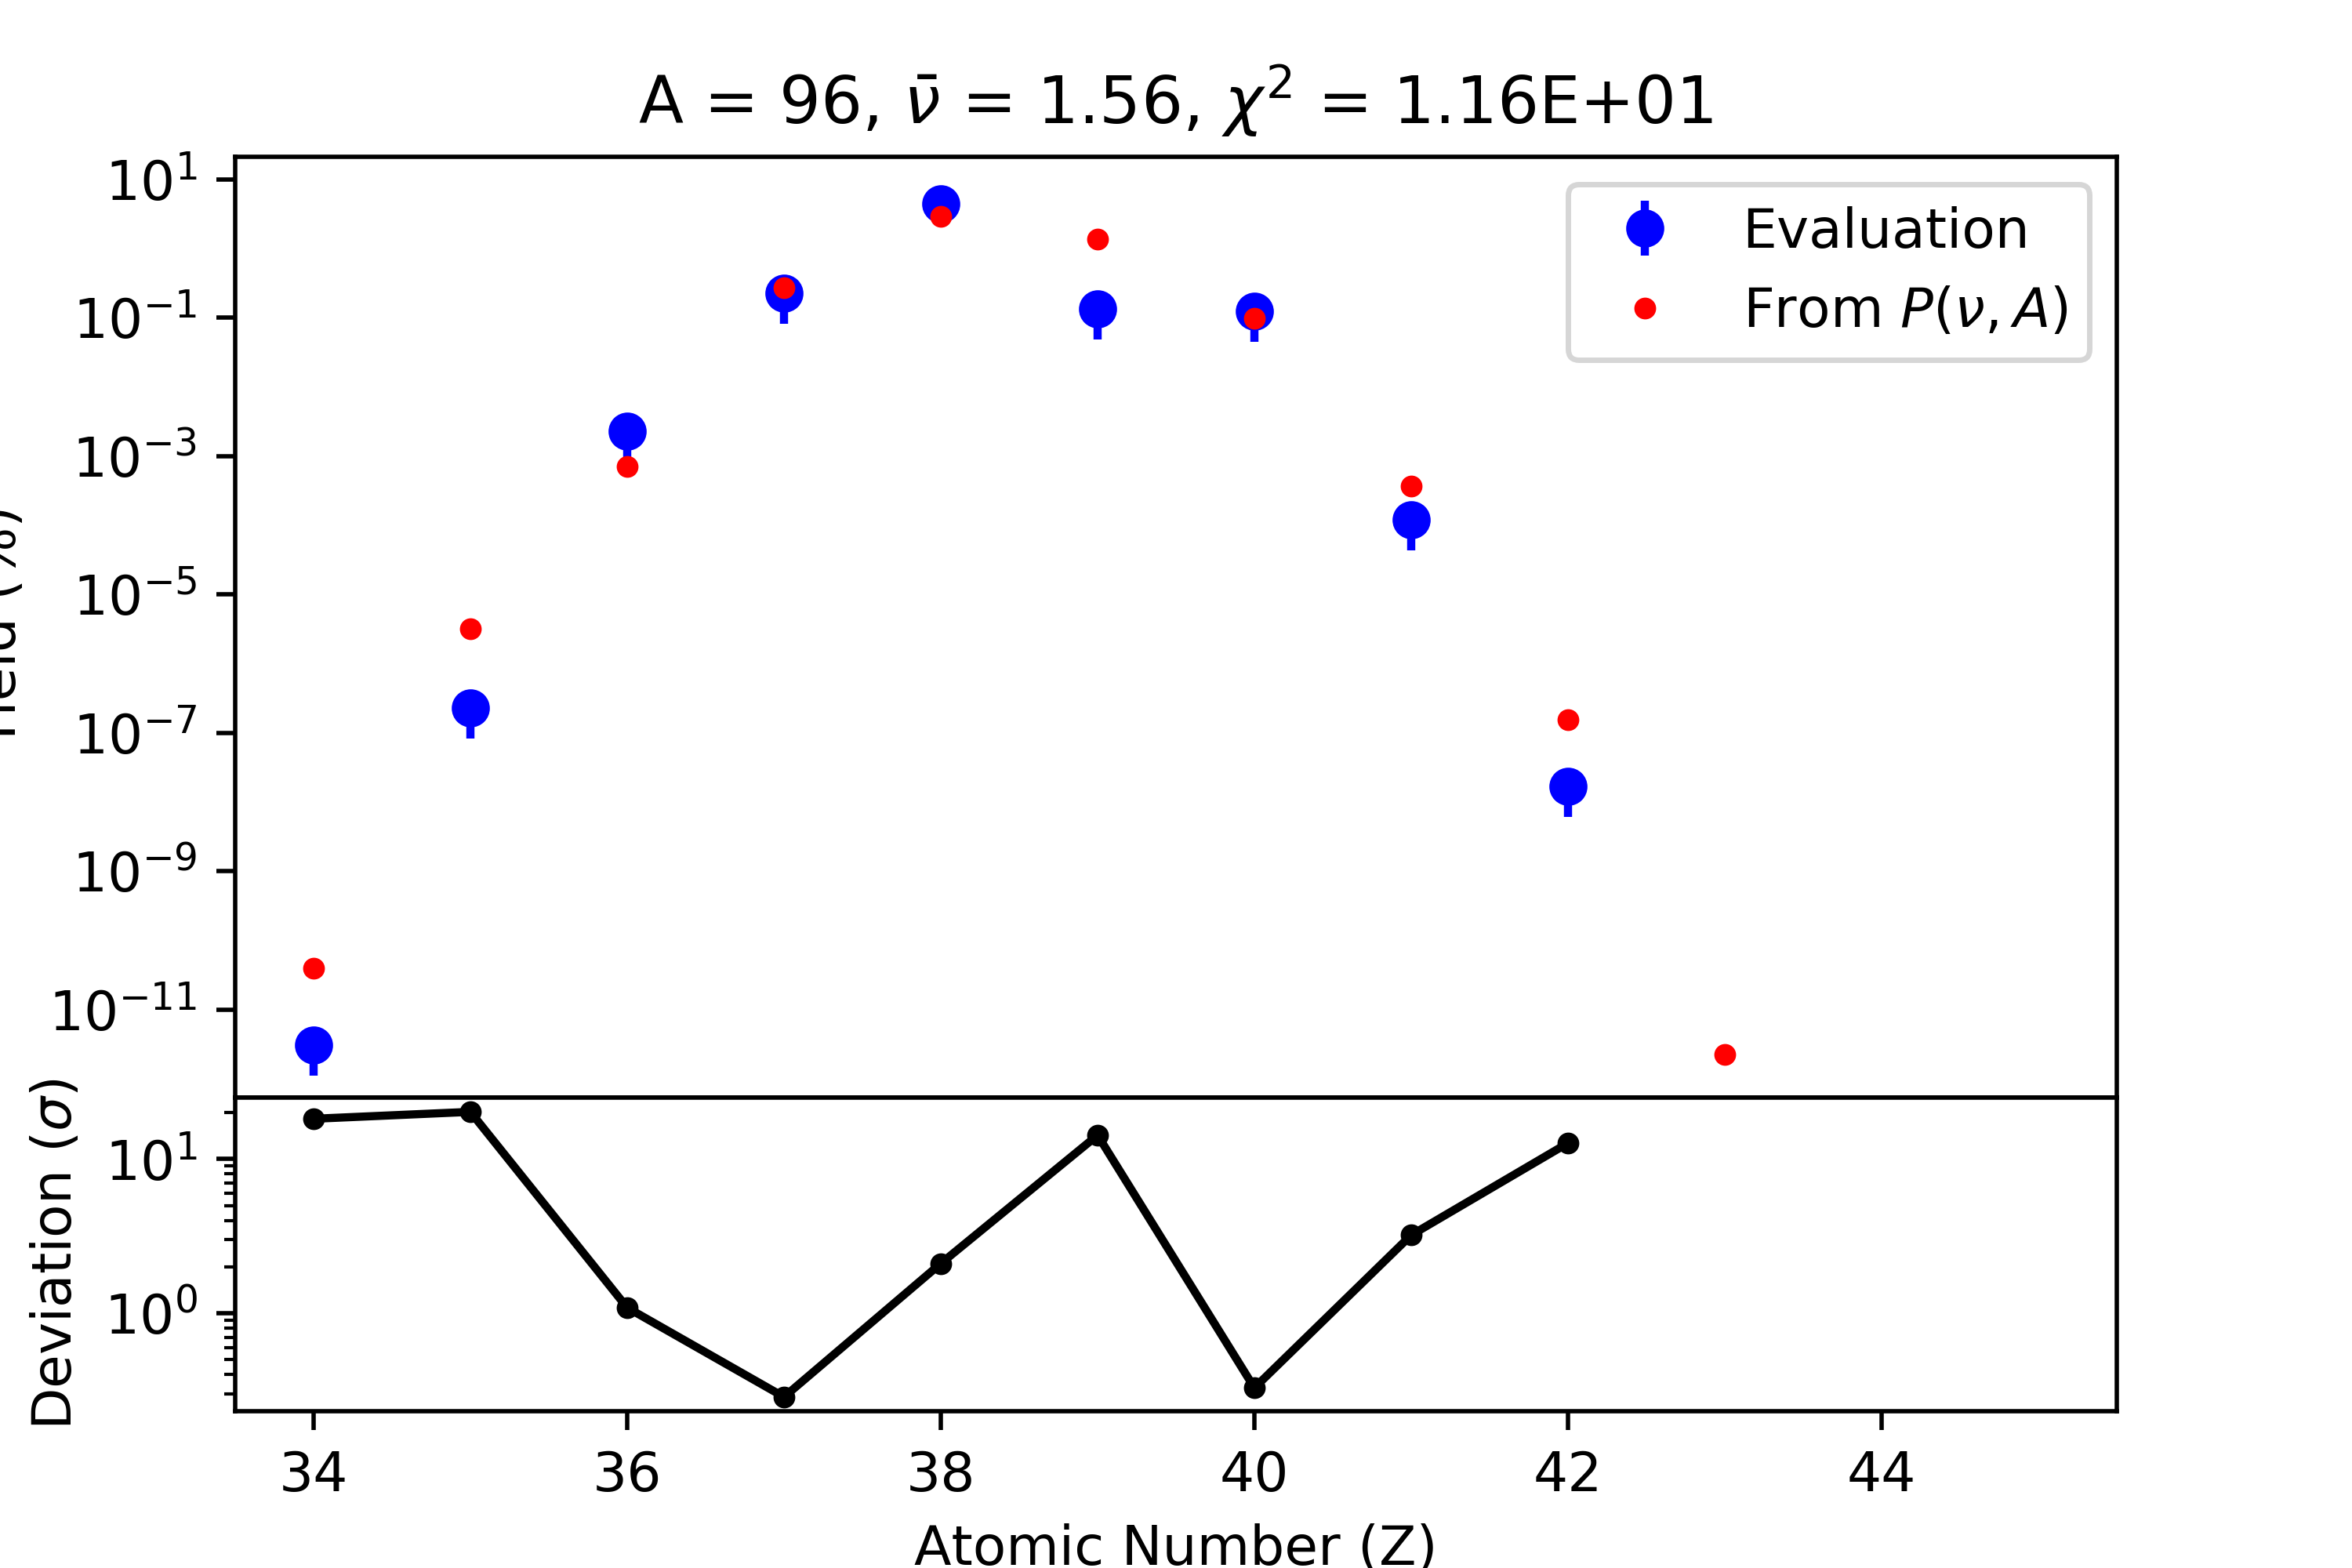 A = 96, ν̄ = 1.56, χ² = 1.16E+01
10¹
10⁻¹
10⁻³
10⁻⁵
10⁻⁷
10⁻⁹
10⁻¹¹
Evaluation
From P(ν, A)
(%)
Deviation (σ)
10¹
10⁰
34 36 38 40 42 44
Atomic Number (Z)